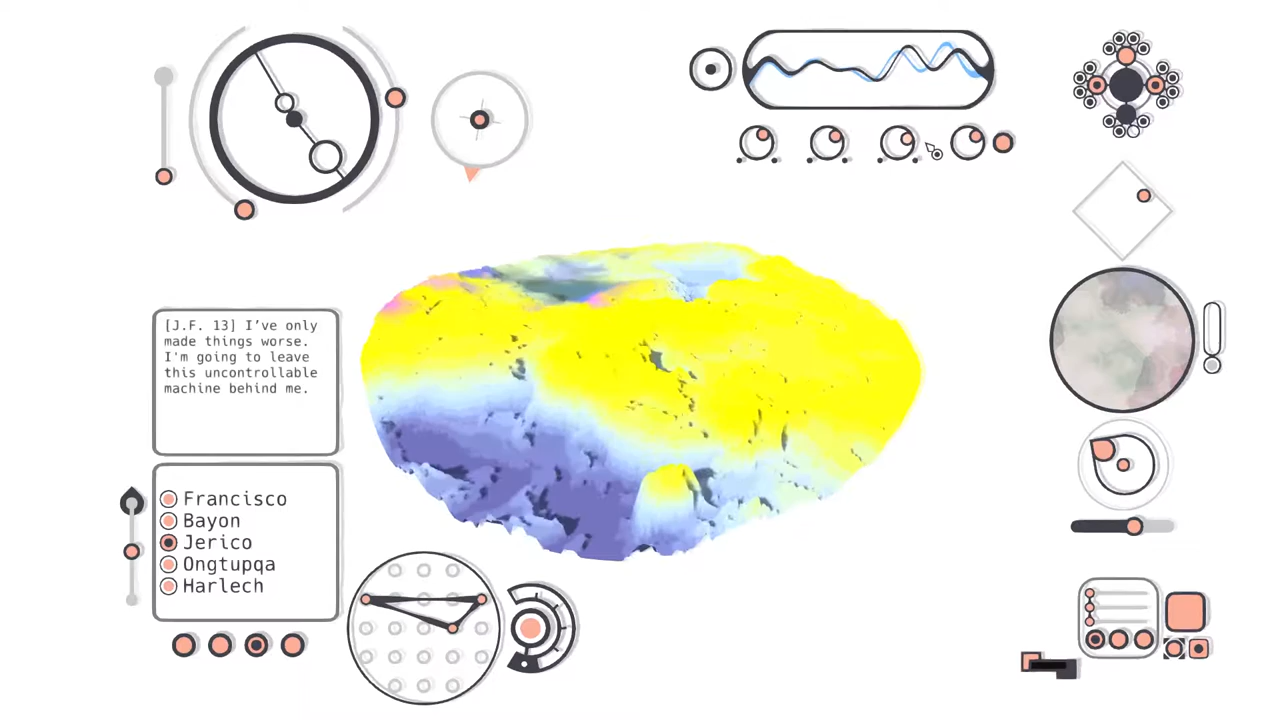 [J.F. 13] I’ve only
made things worse.
I'm going to leave
this uncontrollable
machine behind me.
Francisco
Bayon
Jerico
Ongtupqa
Harlech